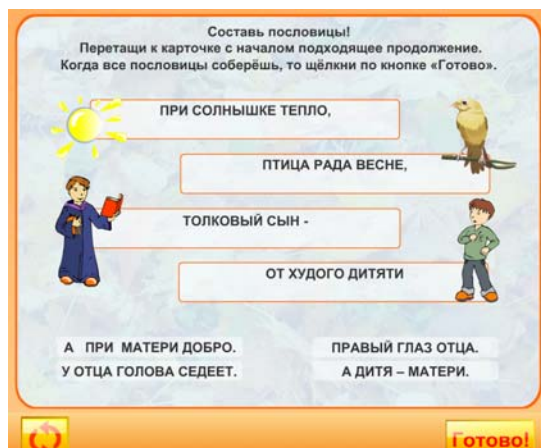 Составь пословицы!
Перетащи к карточке с началом подходящее продолжение.
Когда все пословицы соберёшь, то щёлкни по кнопке «Готово».
ПРИ СОЛНЫШКЕ ТЕПЛО,
ПТИЦА РАДА ВЕСНЕ,
ТОЛКОВЫЙ СЫН -
ОТ ХУДОГО ДИТЯТИ
А ПРИ МАТЕРИ ДОБРО.
ПРАВЫЙ ГЛАЗ ОТЦА.
У ОТЦА ГОЛОВА СЕДЕЕТ.
А ДИТЯ – МАТЕРИ.
Готово!